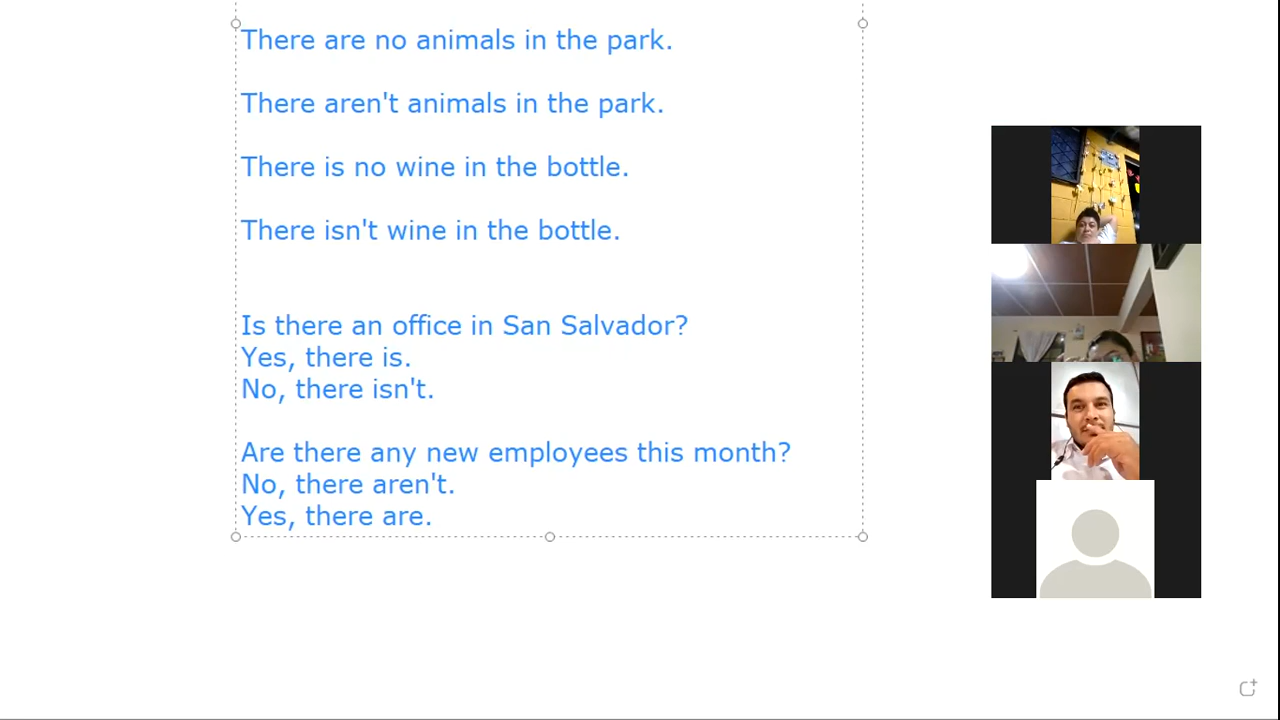 There are no animals in the park.
There aren't animals in the park.
There is no wine in the bottle.
There isn't wine in the bottle.
Is there an office in San Salvador?
Yes, there is.
No, there isn't.
Are there any new employees this month?
No, there aren't.
Yes, there are.